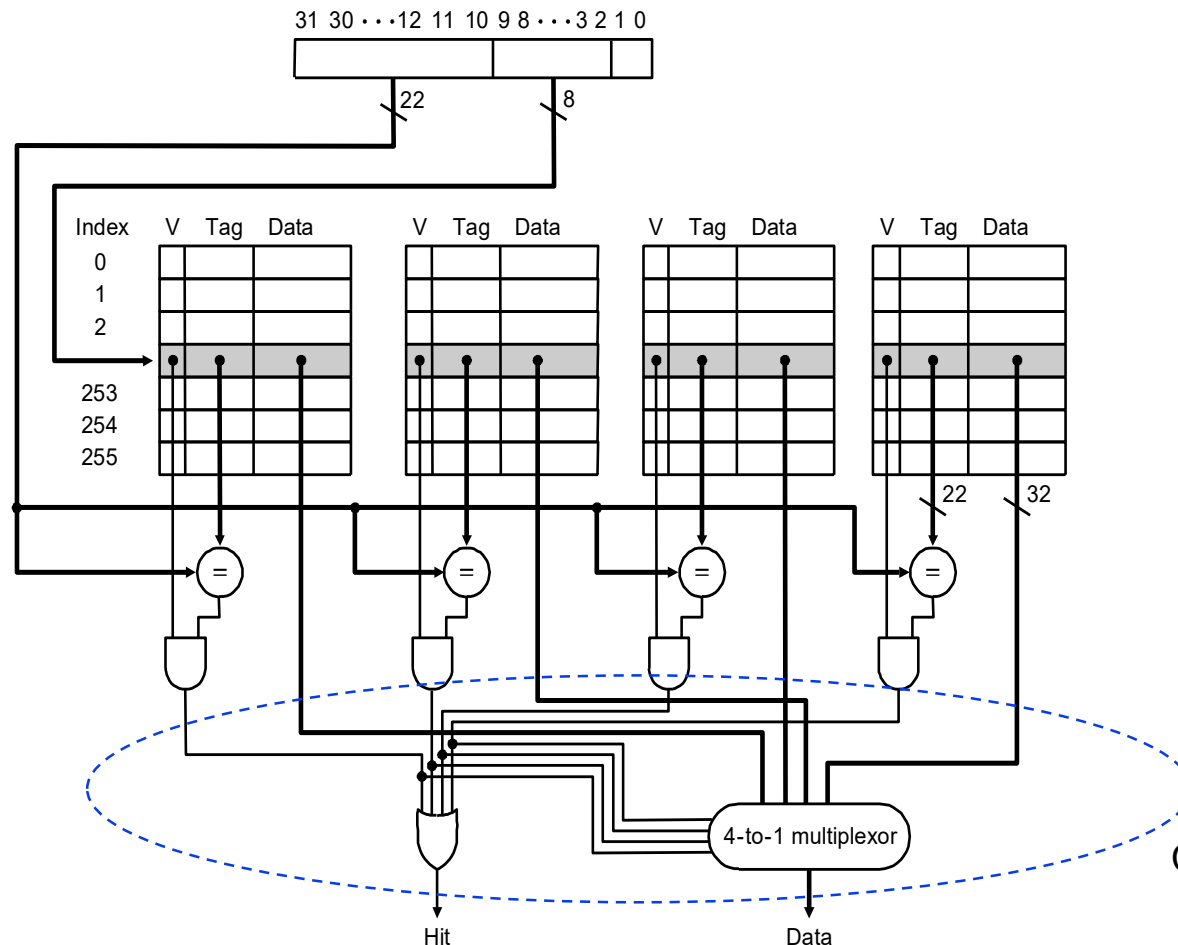 31 30 ···12 11 10 9 8···3 2 1 0
22 8
Index V Tag Data V Tag Data V Tag Data V Tag Data
0
1
2
253
254
255
22 32
= = = =
4-to-1 multiplexor
Hit Data